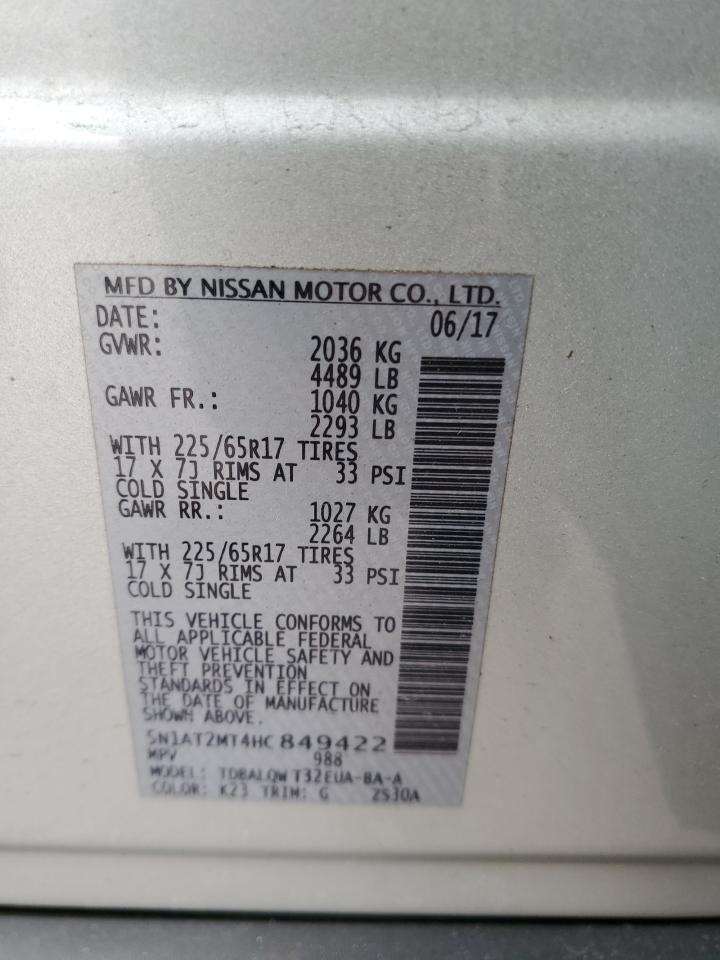 MFD BY NISSAN MOTOR CO., LTD.
DATE: 06/17
GVWR: 2036 KG
4489 LB
GAWR FR.: 1040 KG
2293 LB
WITH 225/65R17 TIRES
17 X 7J RIMS AT 33 PSI
COLD SINGLE
GAWR RR.: 1027 KG
2264 LB
WITH 225/65R17 TIRES
17 X 7J RIMS AT 33 PSI
COLD SINGLE
THIS VEHICLE CONFORMS TO
ALL APPLICABLE FEDERAL
MOTOR VEHICLE SAFETY AND
THEFT PREVENTION
STANDARDS IN EFFECT ON
THE DATE OF MANUFACTURE
SHOWN ABOVE.
5N1AT2MT4HC849422
MPV 988
MODEL: TDBALQW T32EUA-BA-A
COLOR: K23 TRIM: G 2S30A